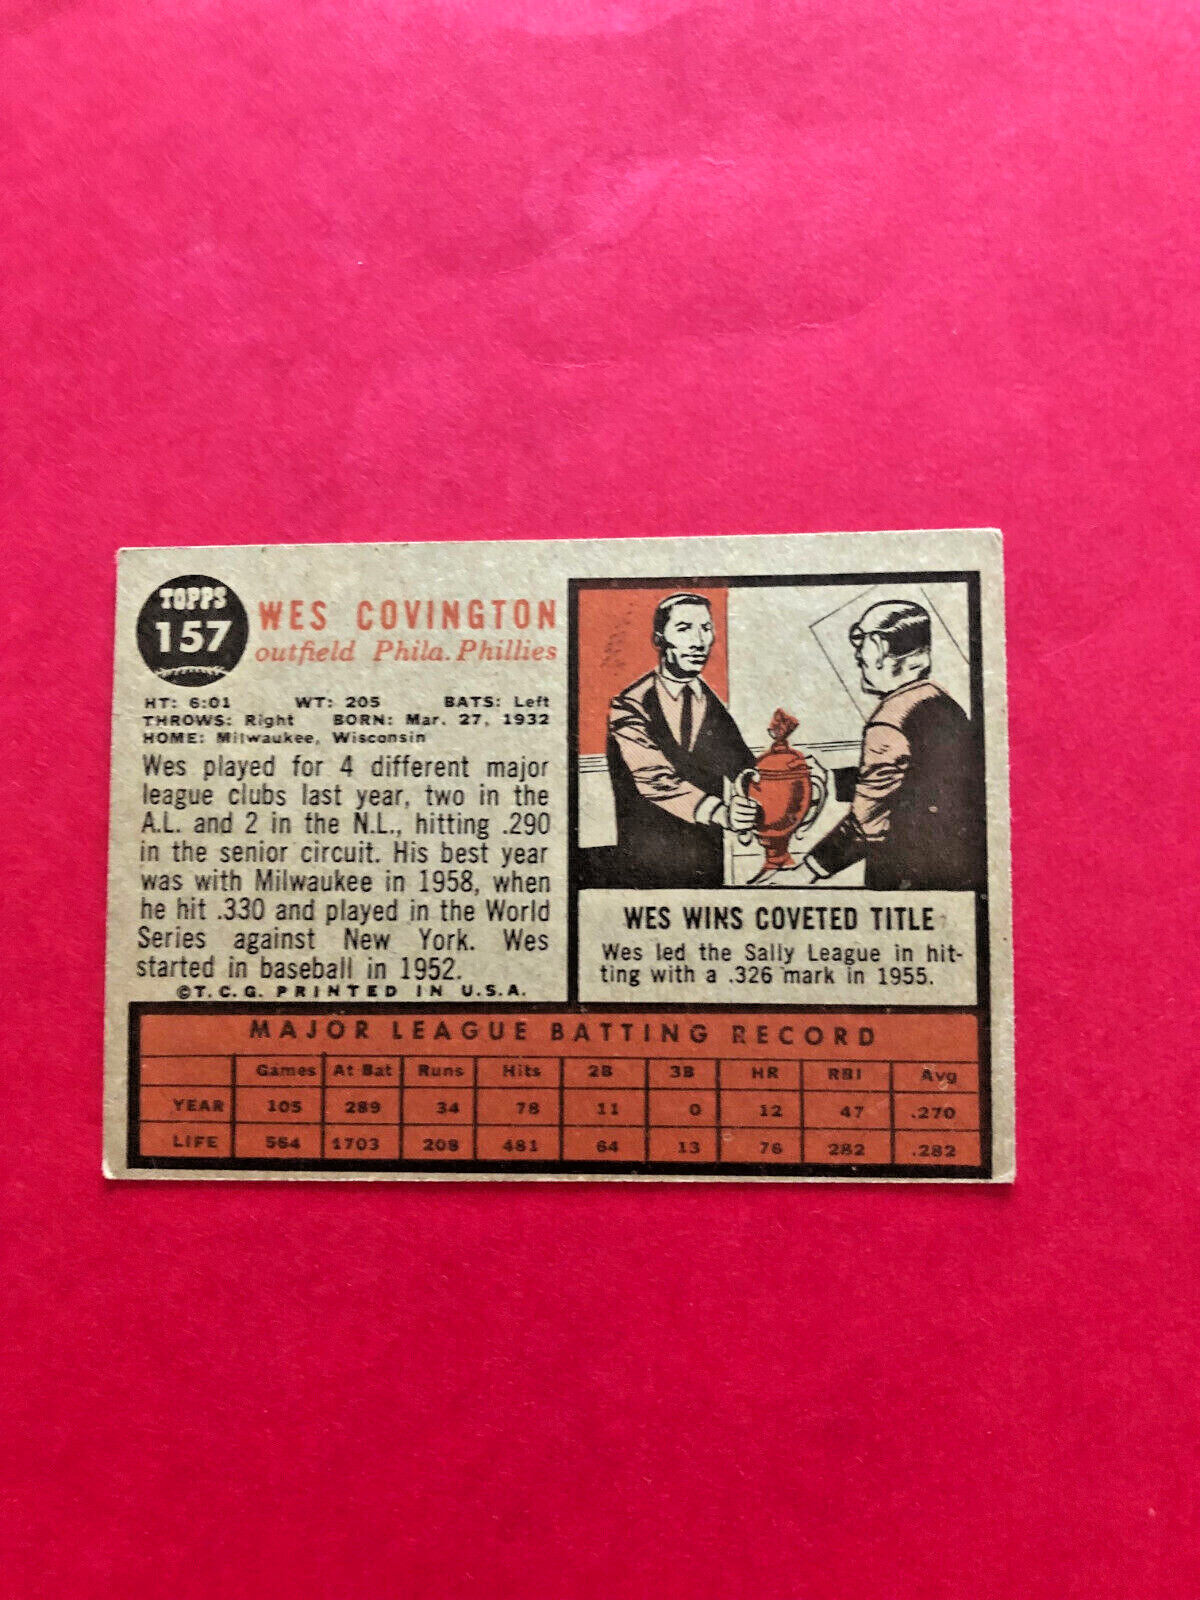 TOPPS
157
WES COVINGTON
outfield Phila. Phillies
HT: 6:01 WT: 205 BATS: Left
THROWS: Right BORN: Mar. 27, 1932
HOME: Milwaukee, Wisconsin
Wes played for 4 different major
league clubs last year, two in the
A.L. and 2 in the N.L., hitting .290
in the senior circuit. His best year
was with Milwaukee in 1958, when
he hit .330 and played in the World
Series against New York. Wes
started in baseball in 1952.
©T.C.G. PRINTED IN U.S.A.
WES WINS COVETED TITLE
Wes led the Sally League in hit-
ting with a .326 mark in 1955.
MAJOR LEAGUE BATTING RECORD
Games At Bat Runs Hits 2B 3B HR RBI Avg
YEAR 105 289 34 78 11 0 12 47 .270
LIFE 564 1703 208 481 64 13 76 282 .282